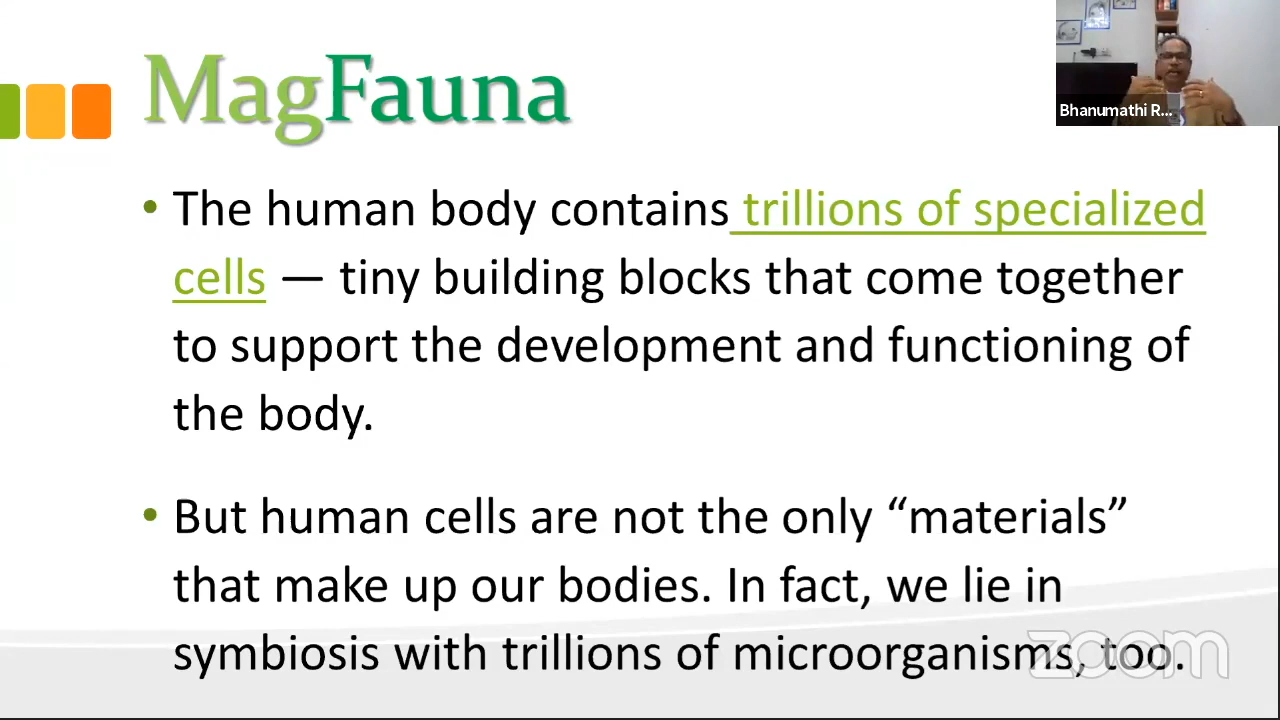 MagFauna
Bhanumathi R...
• The human body contains trillions of specialized
cells — tiny building blocks that come together
to support the development and functioning of
the body.
• But human cells are not the only “materials”
that make up our bodies. In fact, we lie in
symbiosis with trillions of microorganisms, too.
zoom